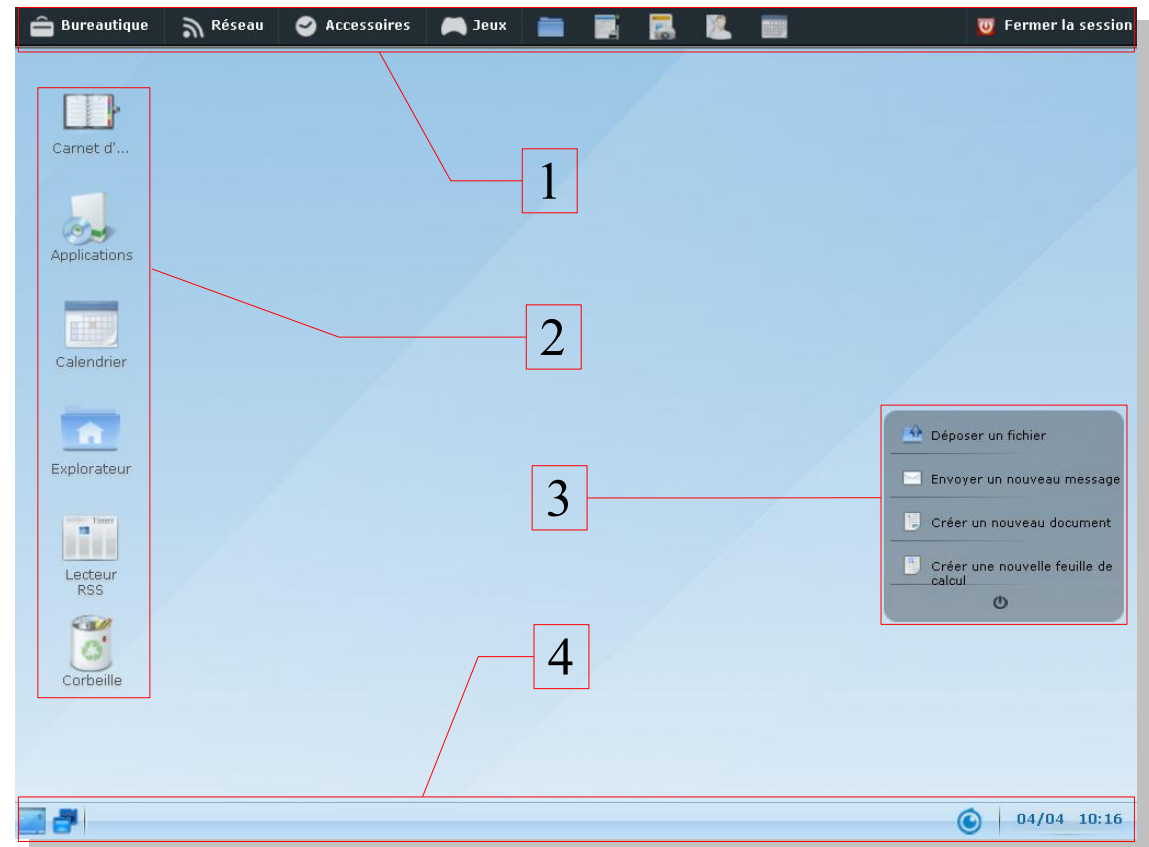 Bureautique Réseau Accessoires Jeux Fermer la session
Carnet d'...
1
Applications
2
Calendrier
Explorateur
Déposer un fichier
Envoyer un nouveau message
3
Créer un nouveau document
Times
Lecteur
RSS
Créer une nouvelle feuille de
calcul
4
Corbeille
04/04 10:16